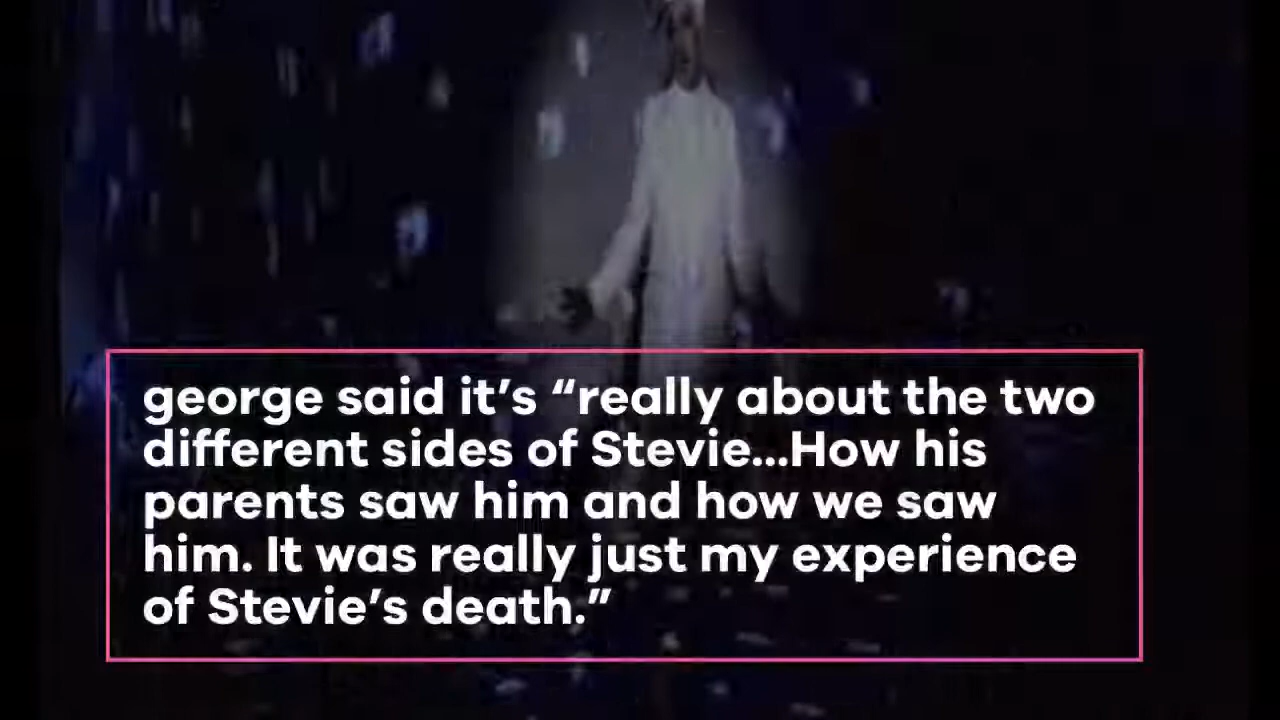 george said it’s “really about the two
different sides of Stevie...How his
parents saw him and how we saw
him. It was really just my experience
of Stevie’s death.”